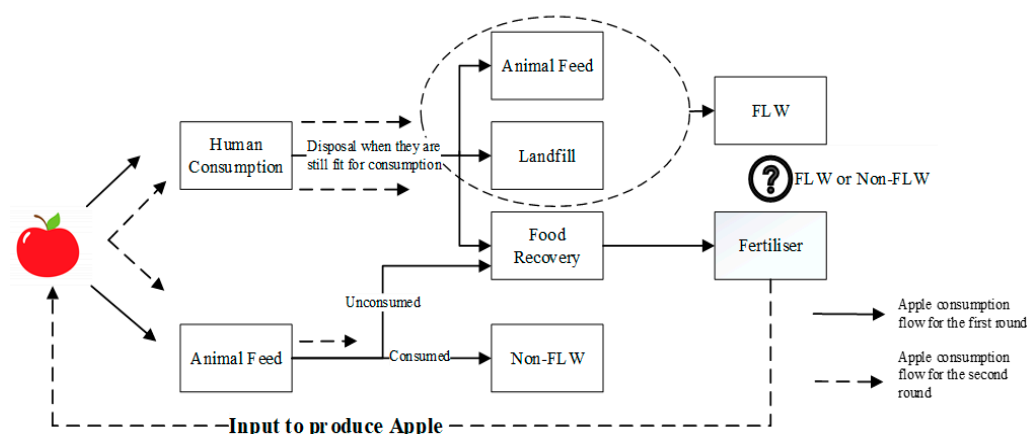 Animal Feed
FLW
Human
Consumption
Disposal when they are
still fit for consumption
Landfill
FLW or Non-FLW
Food
Recovery
Fertiliser
Unconsumed
Apple consumption
flow for the first round
Animal Feed
Consumed
Non-FLW
Apple consumption
flow for the second
round
Input to produce Apple